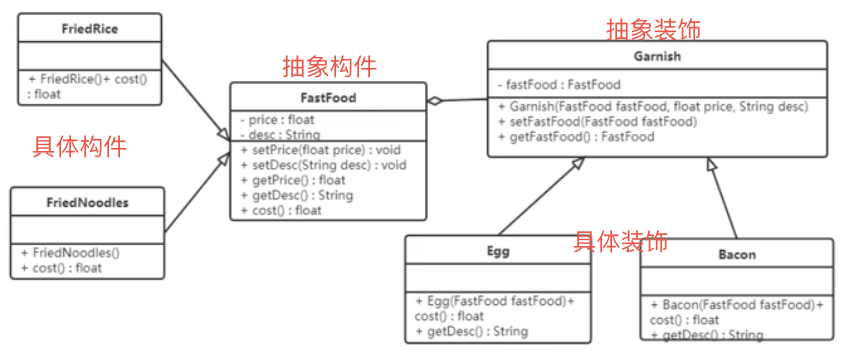 FriedRice
+ FriedRice()+ cost()
: float
具体构件
FriedNoodles
+ FriedNoodles()
+ cost() : float
抽象构件
FastFood
- price : float
- desc : String
+ setPrice(float price) : void
+ setDesc(String desc) : void
+ getPrice() : float
+ getDesc() : String
+ cost() : float
抽象装饰
Garnish
- fastFood : FastFood
+ Garnish(FastFood fastFood, float price, String desc)
+ setFastFood(FastFood fastFood)
+ getFastFood() : FastFood
具体装饰
Egg
+ Egg(FastFood fastFood)+
cost() : float
+ getDesc() : String
Bacon
+ Bacon(FastFood fastFood)+
cost() : float
+ getDesc() : String